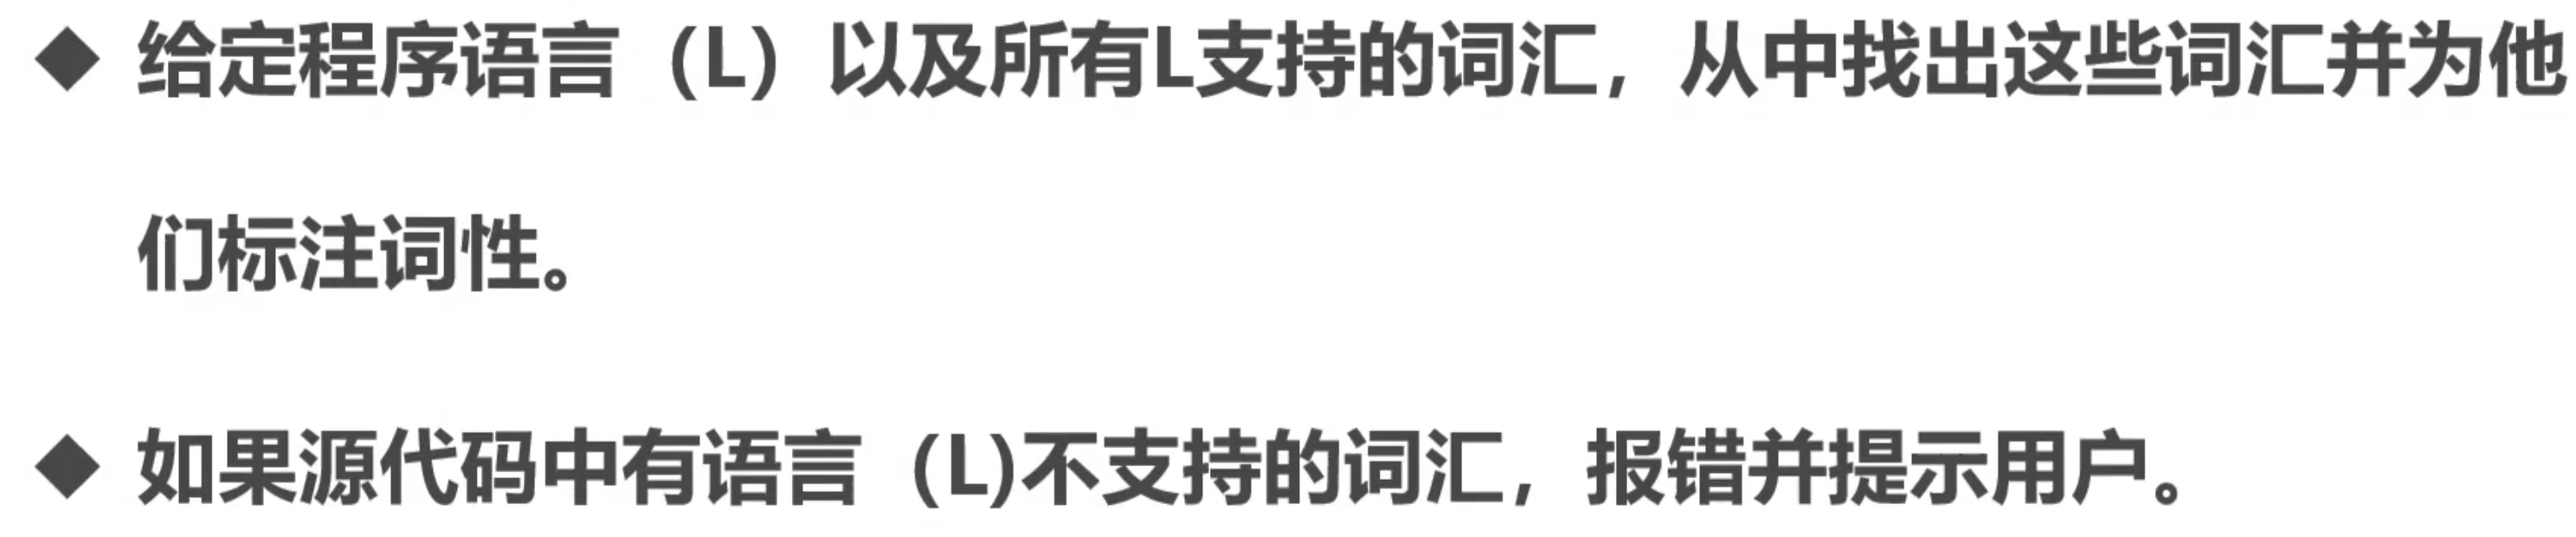 ◆ 给定程序语言（L）以及所有L支持的词汇，从中找出这些词汇并为他
们标注词性。
◆ 如果源代码中有语言（L)不支持的词汇，报错并提示用户。